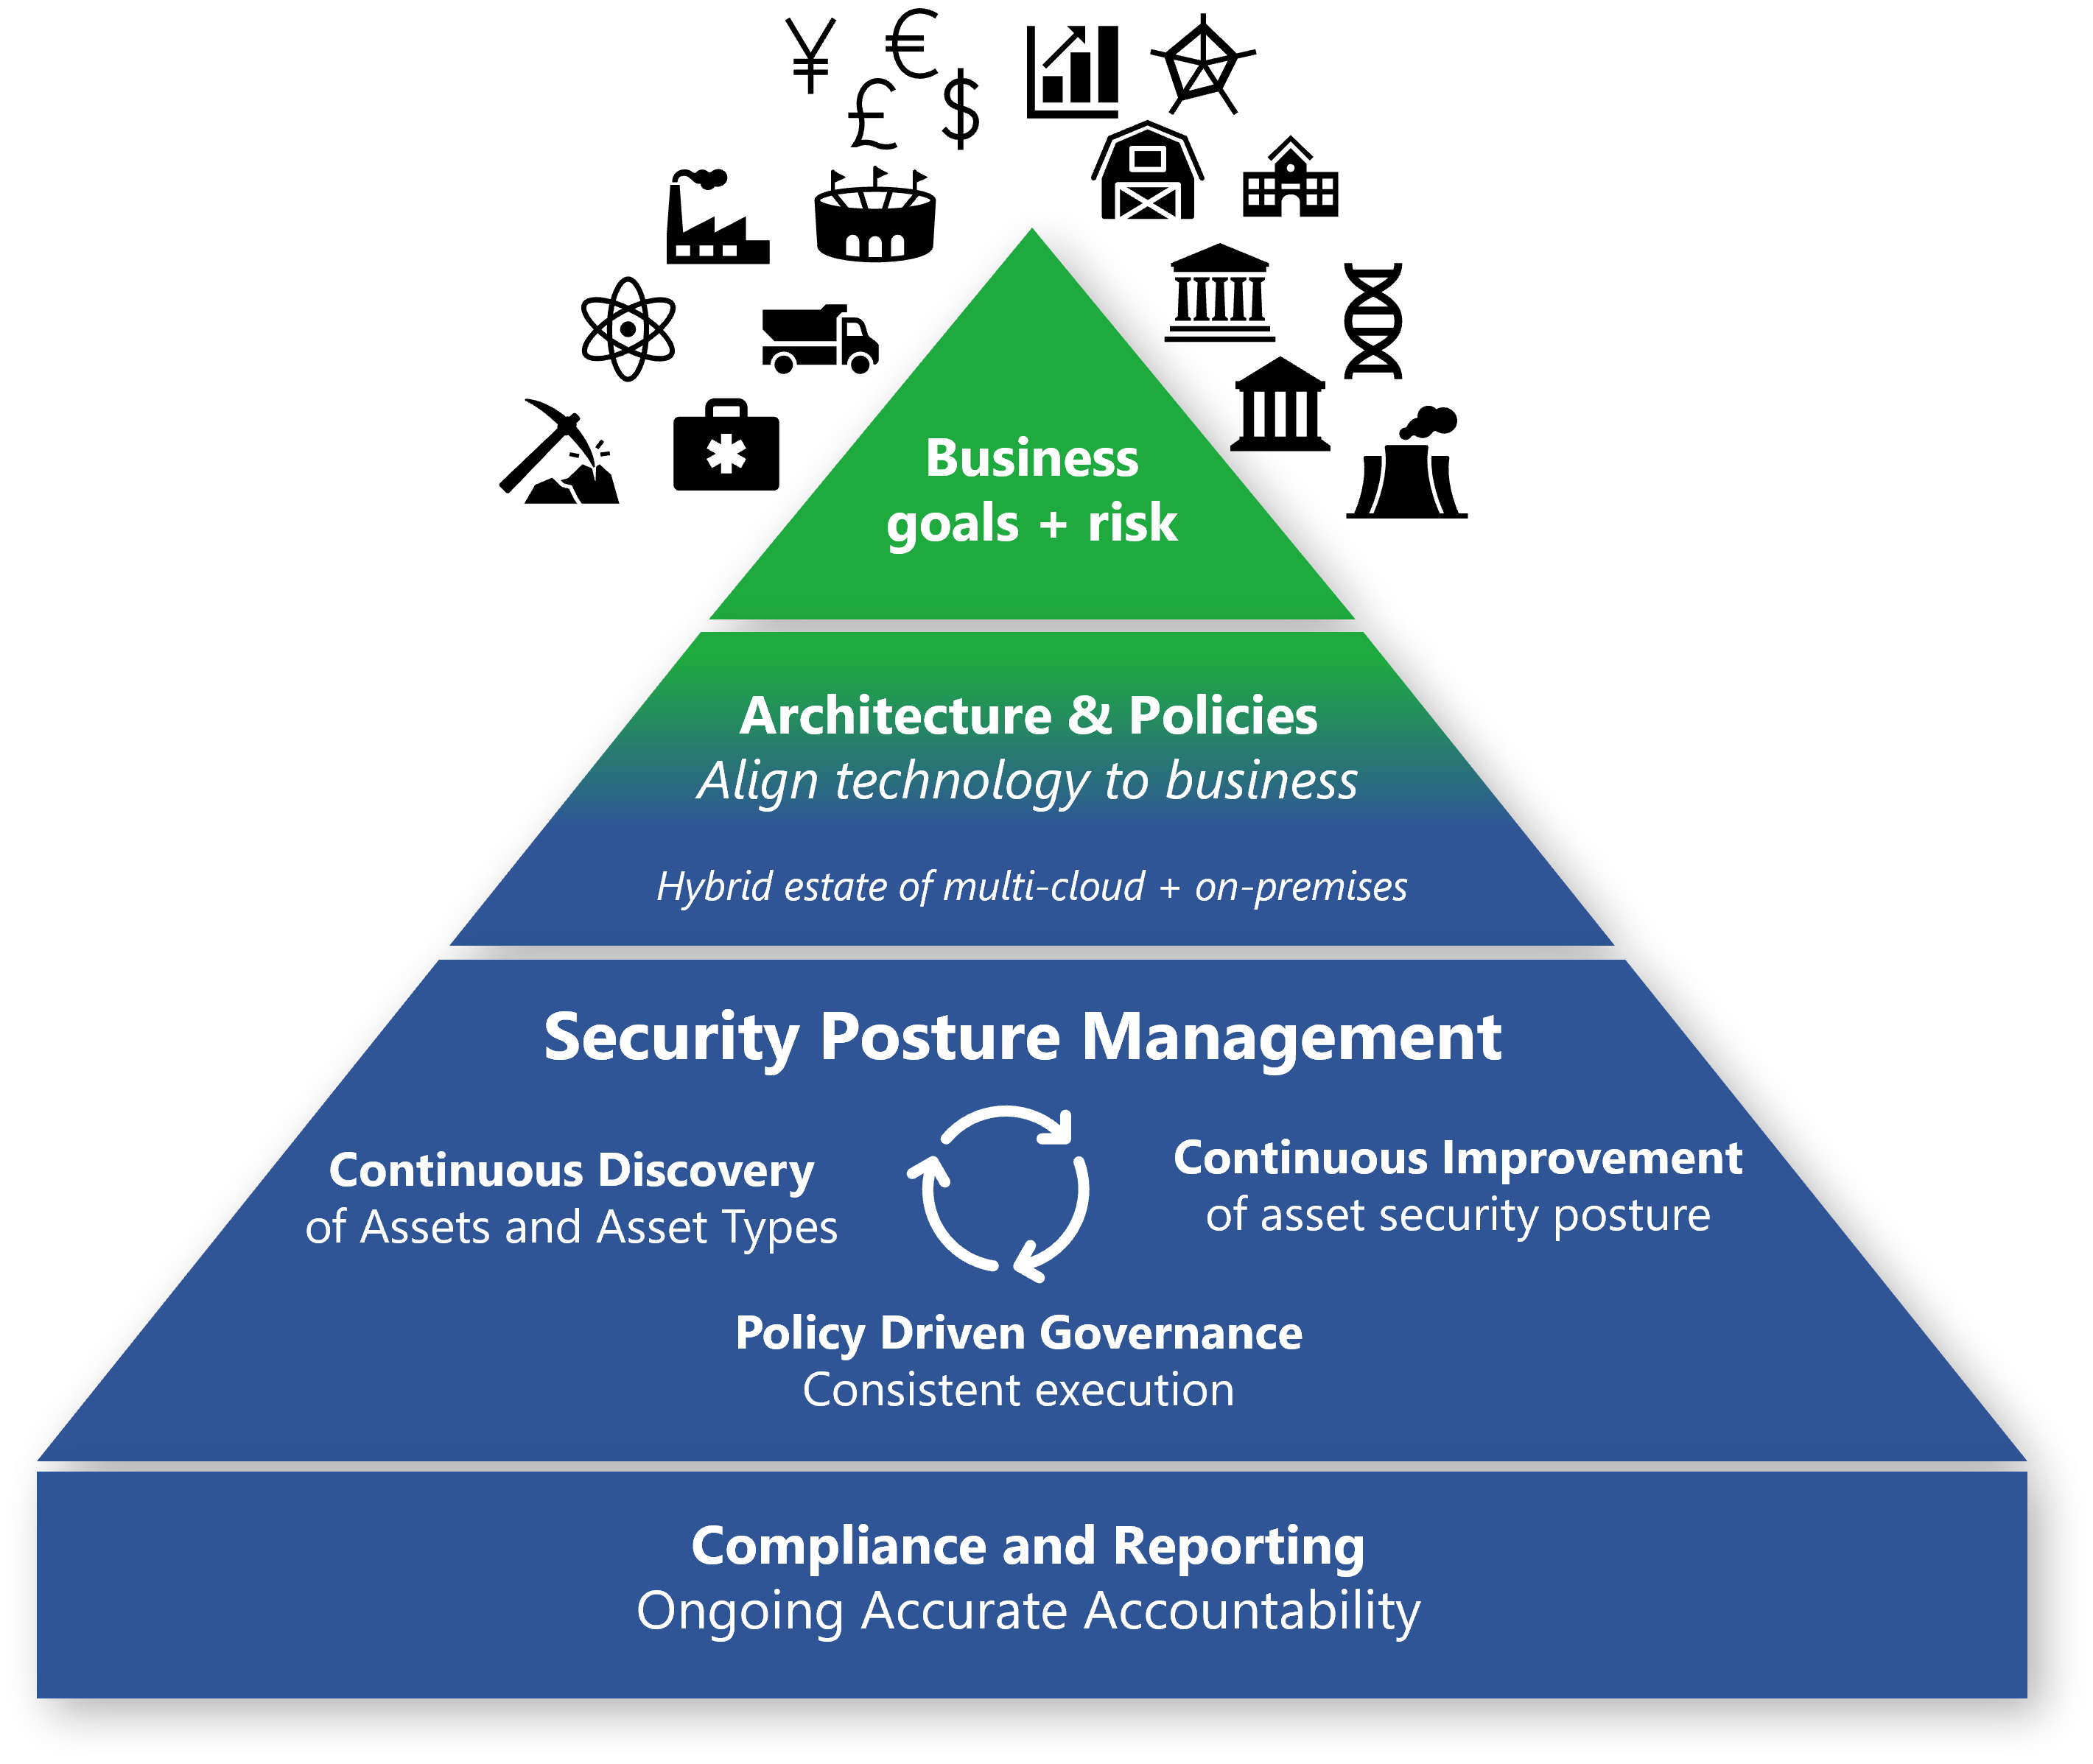 ¥
€
£
$
Business
goals + risk
Architecture & Policies
Align technology to business
Hybrid estate of multi-cloud + on-premises
Security Posture Management
Continuous Discovery
of Assets and Asset Types
Continuous Improvement
of asset security posture
Policy Driven Governance
Consistent execution
Compliance and Reporting
Ongoing Accurate Accountability